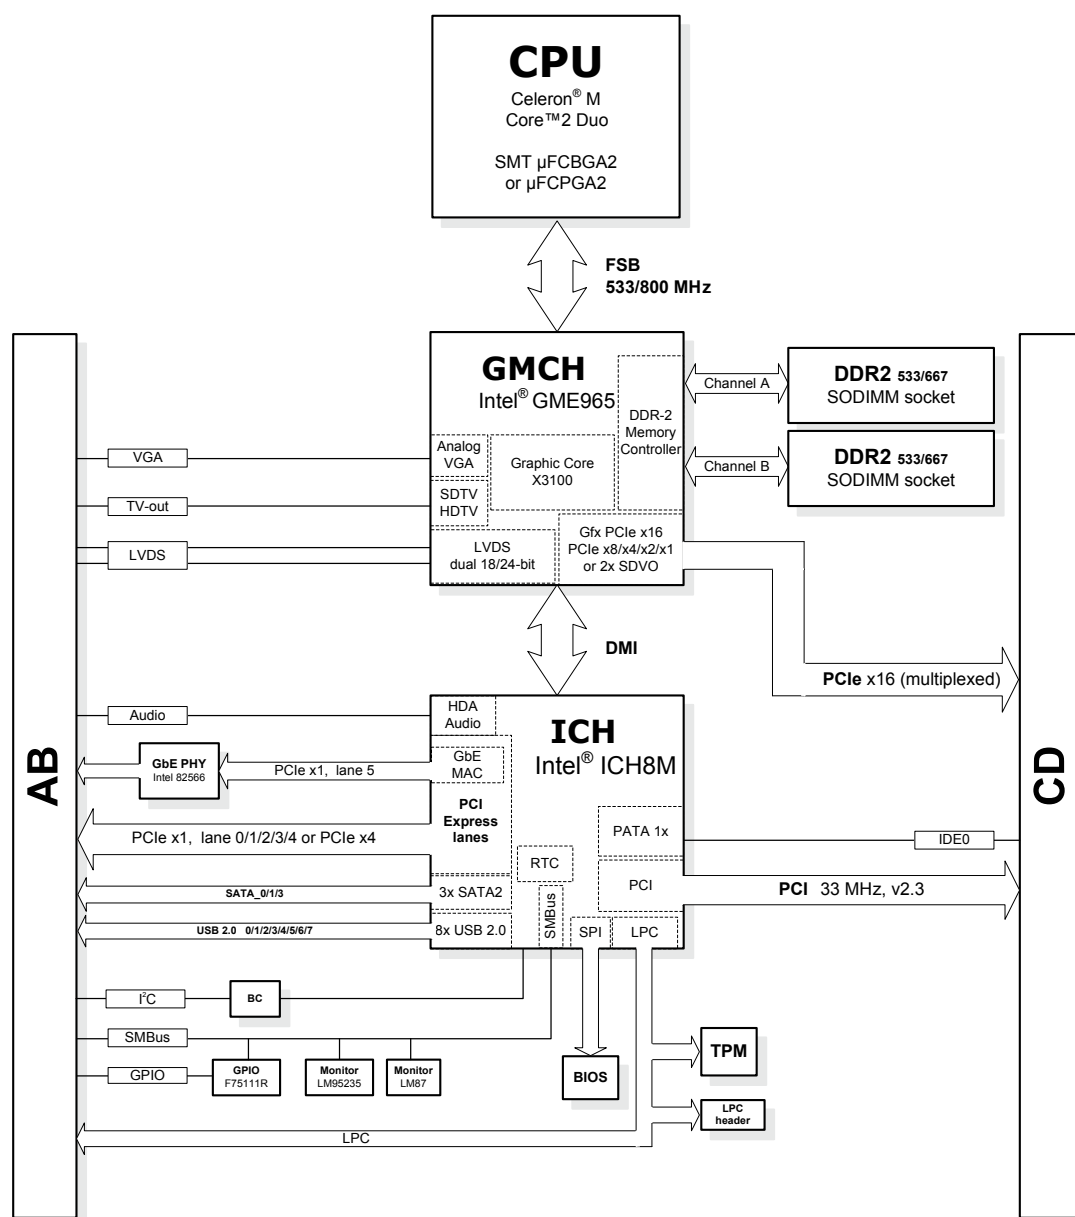 CPU
Celeron® M
Core™2 Duo
SMT µFCBGA2
or µFCPGA2
FSB
533/800 MHz
GMCH
Intel® GME965
DDR-2
Memory
Controller
Analog
VGA
Graphic Core
X3100
SDTV
HDTV
LVDS
dual 18/24-bit
Gfx PCIe x16
PCIe x8/x4/x2/x1
or 2x SDVO
Channel A
DDR2 533/667
SODIMM socket
Channel B
DDR2 533/667
SODIMM socket
VGA
TV-out
LVDS
DMI
PCIe x16 (multiplexed)
AB
CD
Audio
HDA
Audio
ICH
Intel® ICH8M
GbE PHY
Intel 82566
PCIe x1, lane 5
GbE
MAC
PCI
Express
lanes
PCIe x1, lane 0/1/2/3/4 or PCIe x4
PATA 1x
IDE0
RTC
PCI
PCI 33 MHz, v2.3
SATA_0/1/3
3x SATA2
SMBus
USB 2.0 0/1/2/3/4/5/6/7
8x USB 2.0
SPI
LPC
I²C
BC
SMBus
GPIO
GPIO
F75111R
Monitor
LM95235
Monitor
LM87
BIOS
TPM
LPC
header
LPC